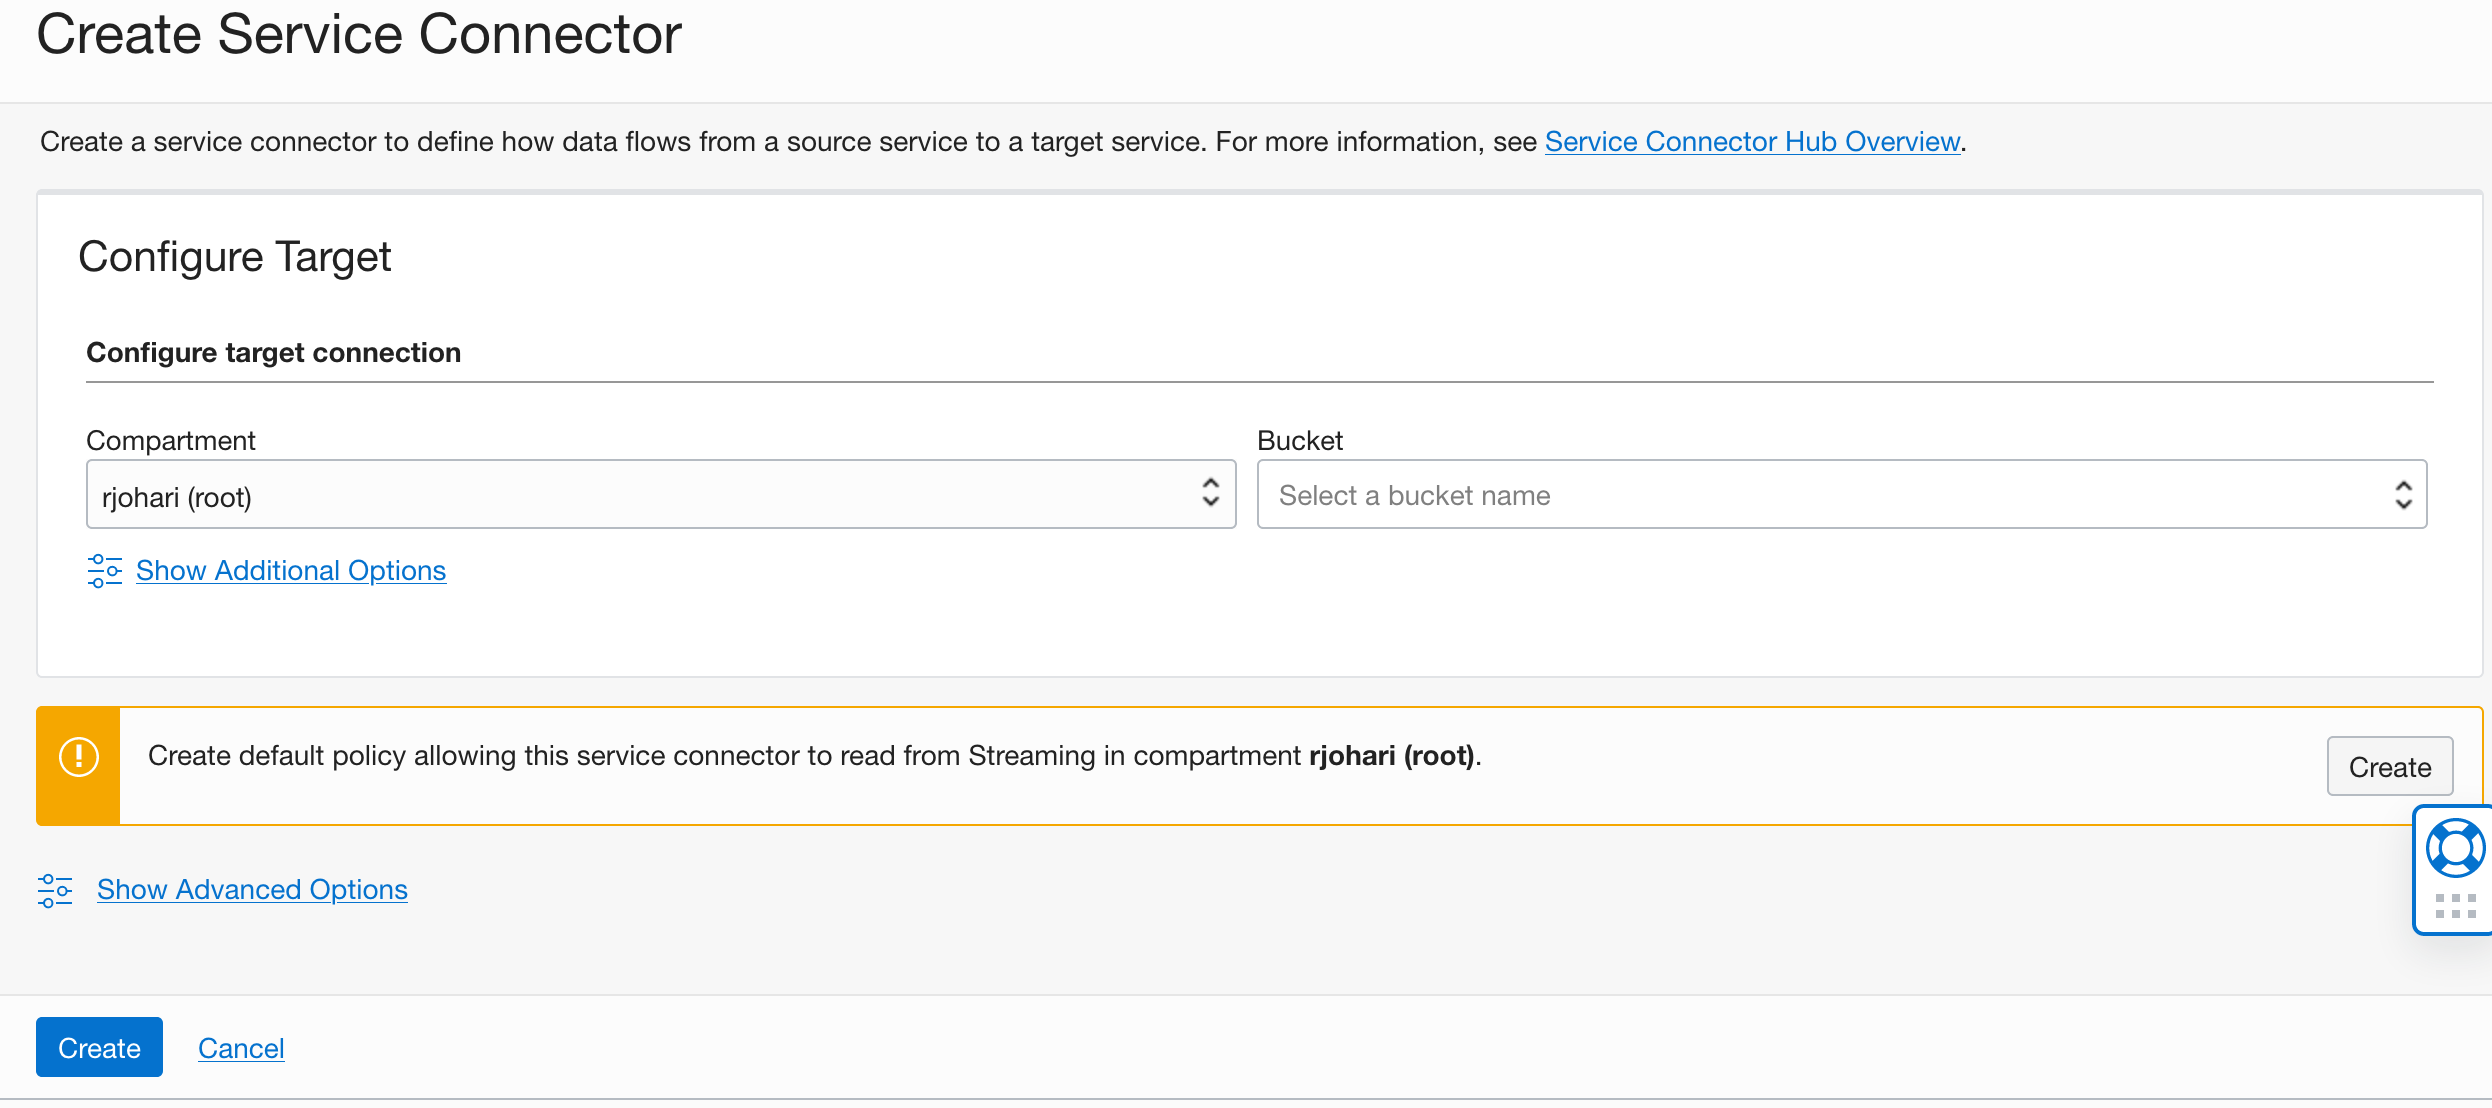 Create Service Connector
Create a service connector to define how data flows from a source service to a target service. For more information, see Service Connector Hub Overview.
Configure Target
Configure target connection
Compartment
Bucket
rjohari (root)
Select a bucket name
Show Additional Options
Create default policy allowing this service connector to read from Streaming in compartment rjohari (root).
Create
Show Advanced Options
Create
Cancel